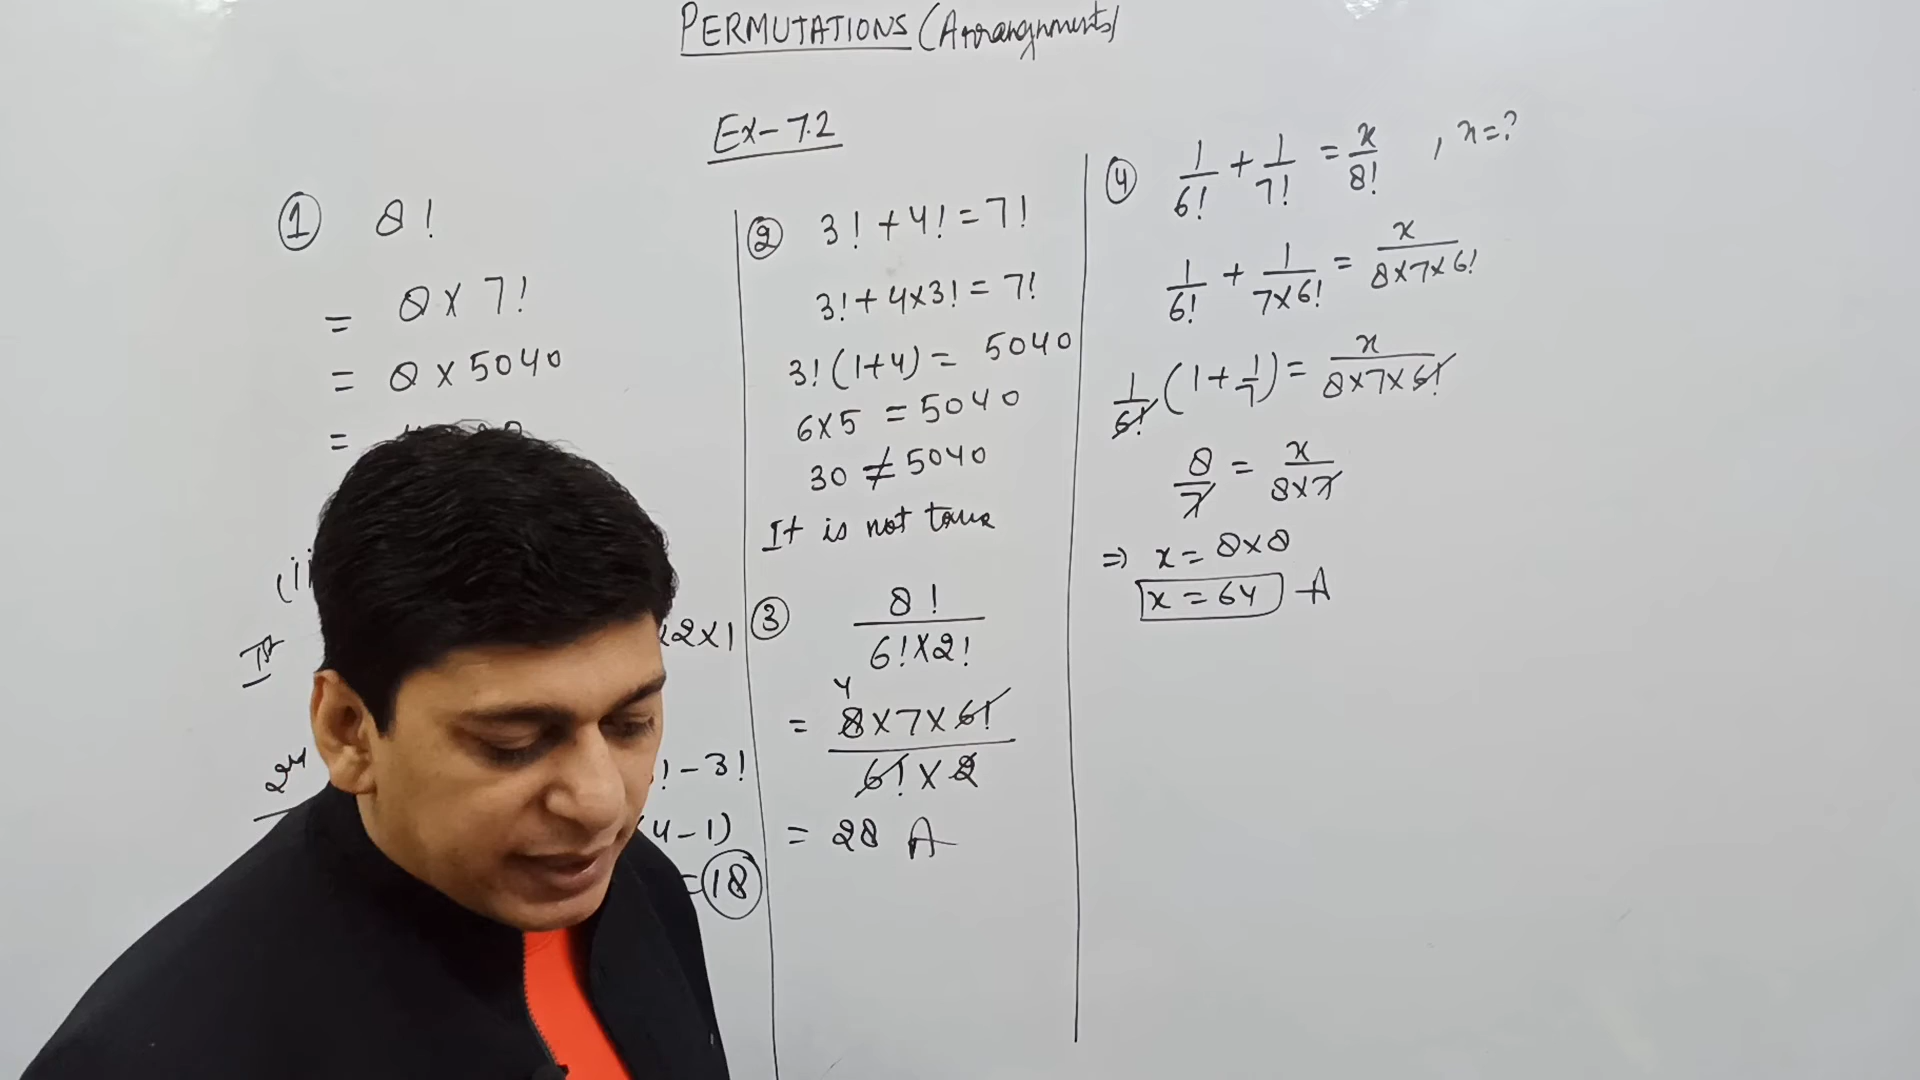 PERMUTATIONS (Arrangnments)
Ex-7.2
① 8!
= 8 × 7!
= 8 × 5040
=
(ii
Ist
×2×1
2nd
! - 3!
4-1)
= 18
② 3! + 4! = 7!
3! + 4×3! = 7!
3! (1+4) = 5040
6×5 = 5040
30 ≠ 5040
It is not true
③ 8! / 6!×2!
= 8×7×6! / 6!×2
4
= 28 A
④ 1/6! + 1/7! = x/8! , x=?
1/6! + 1/7×6! = x/8×7×6!
1/6! (1 + 1/7) = x/8×7×6!
8/7 = x/8×7
⇒ x = 8×8
x = 64 A